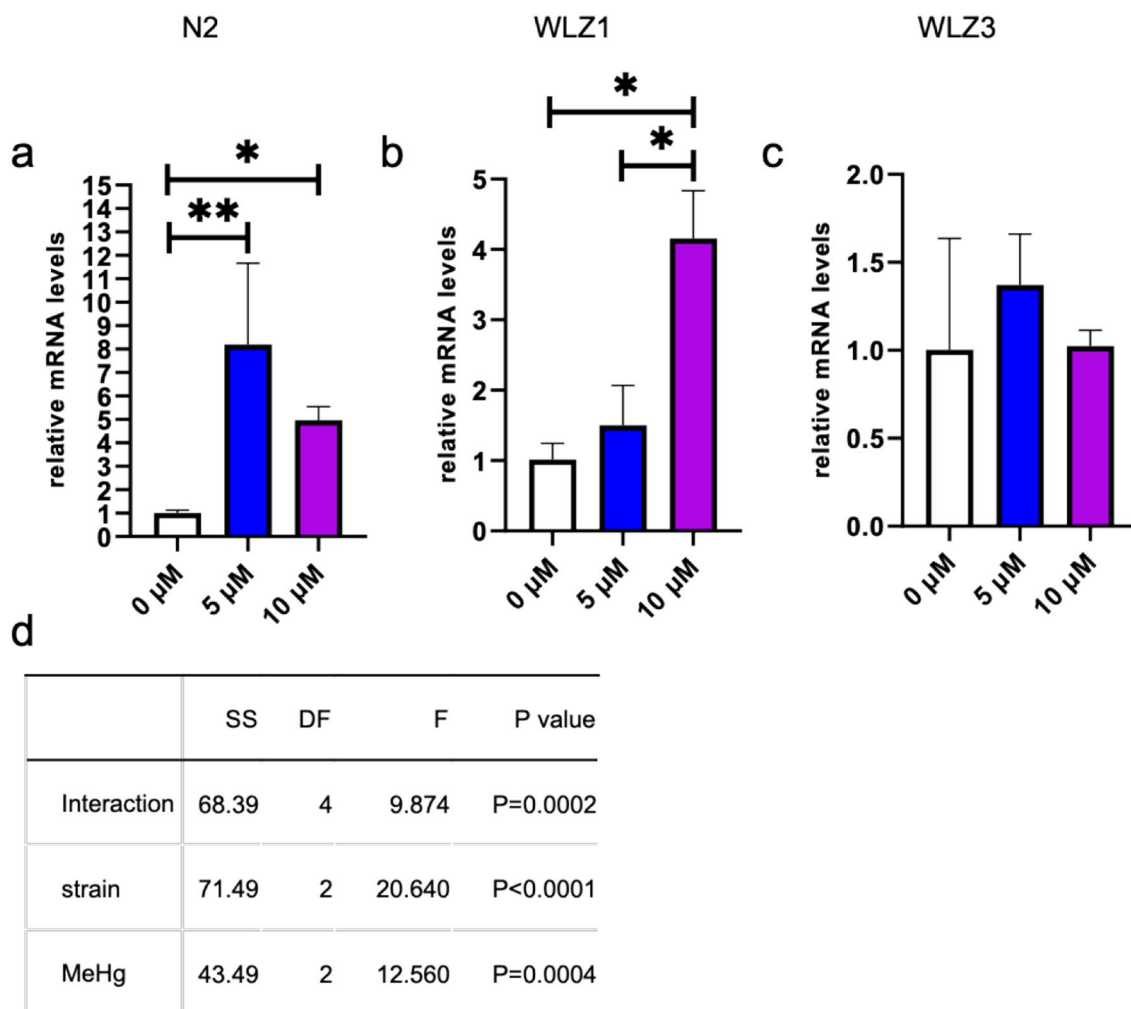 N2 WLZ1 WLZ3
a
relative mRNA levels
15
14
13
12
11
10
9
8
7
6
5
4
3
2
1
0
*
**
0 µM 5 µM 10 µM
b
relative mRNA levels
5
4
3
2
1
0
*
*
0 µM 5 µM 10 µM
c
relative mRNA levels
2.0
1.5
1.0
0.5
0.0
0 µM 5 µM 10 µM
d
SS DF F P value
Interaction 68.39 4 9.874 P=0.0002
strain 71.49 2 20.640 P<0.0001
MeHg 43.49 2 12.560 P=0.0004